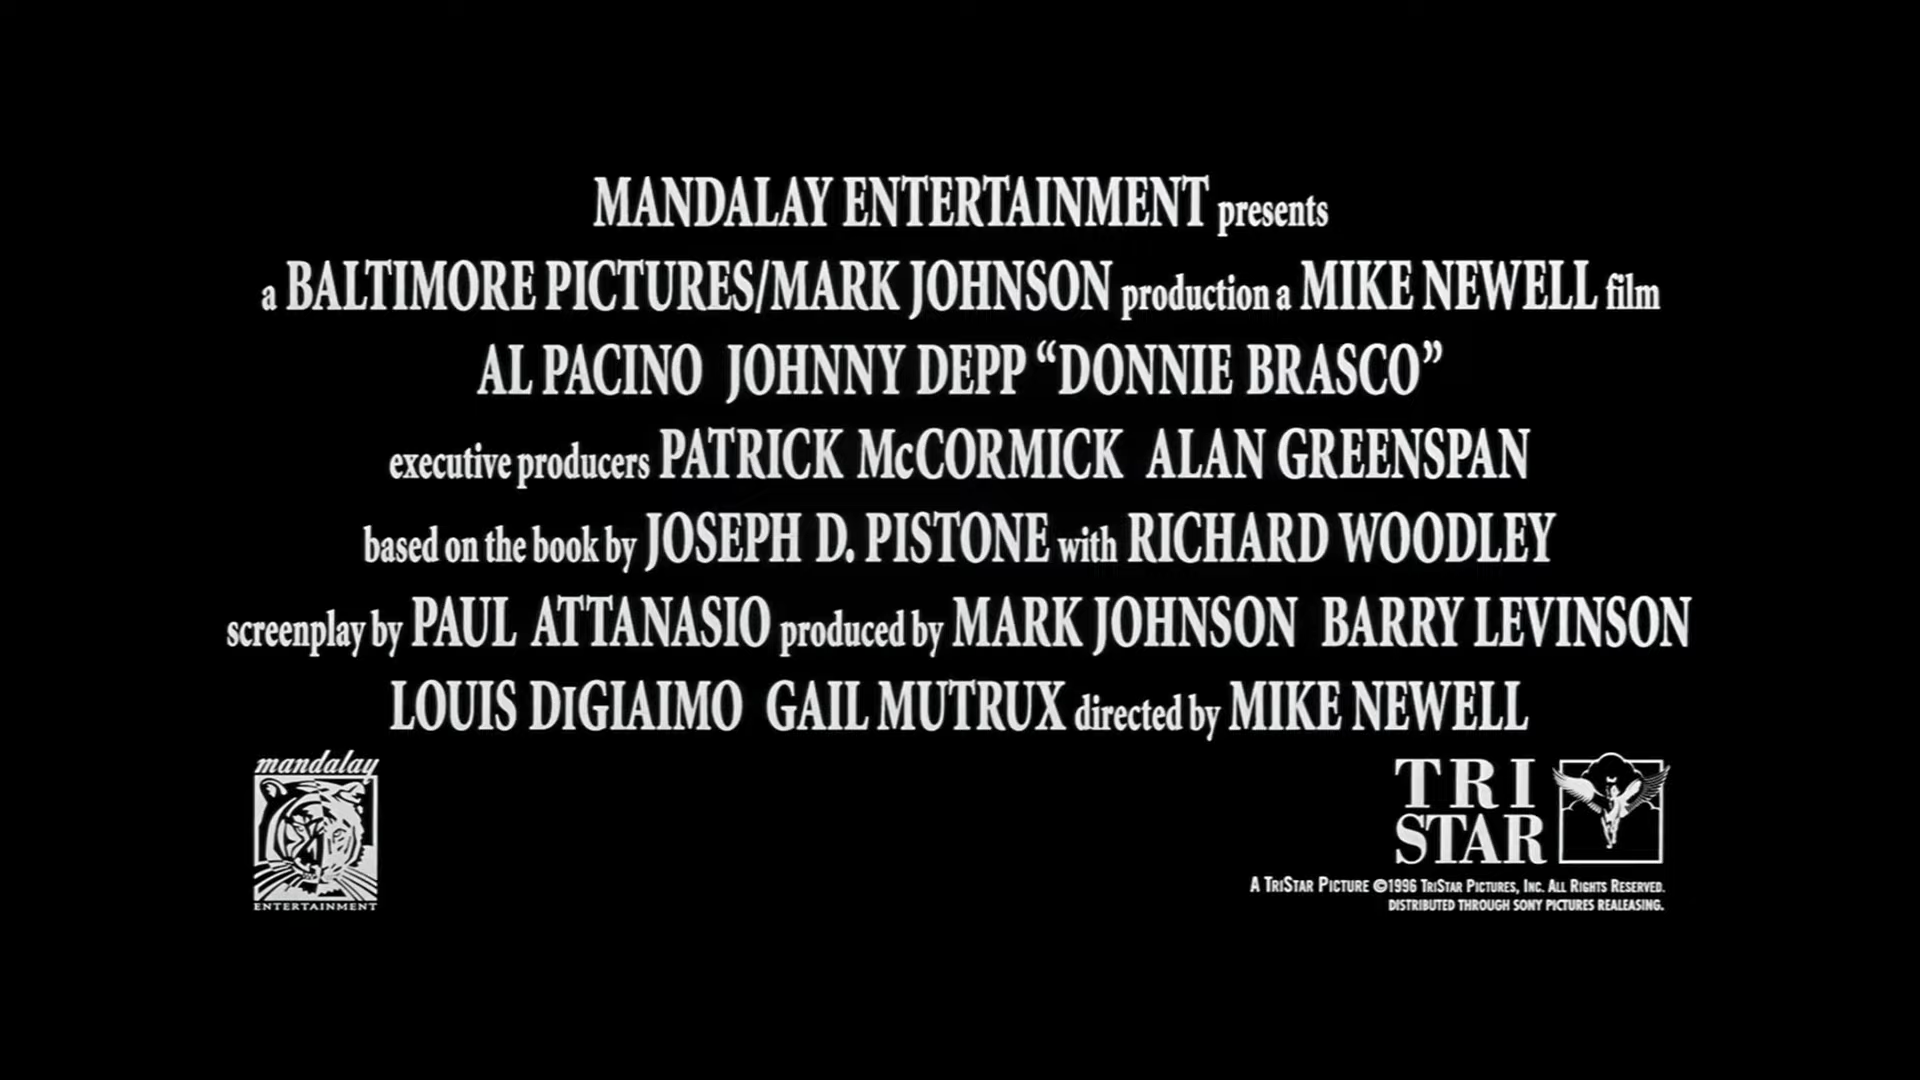 MANDALAY ENTERTAINMENT presents
a BALTIMORE PICTURES/MARK JOHNSON production a MIKE NEWELL film
AL PACINO JOHNNY DEPP “DONNIE BRASCO”
executive producers PATRICK McCORMICK ALAN GREENSPAN
based on the book by JOSEPH D. PISTONE with RICHARD WOODLEY
screenplay by PAUL ATTANASIO produced by MARK JOHNSON BARRY LEVINSON
LOUIS DiGIAIMO GAIL MUTRUX directed by MIKE NEWELL
mandalay
ENTERTAINMENT
TRI
STAR
A TRISTAR PICTURE ©1996 TRISTAR PICTURES, INC. ALL RIGHTS RESERVED.
DISTRIBUTED THROUGH SONY PICTURES REALEASING.